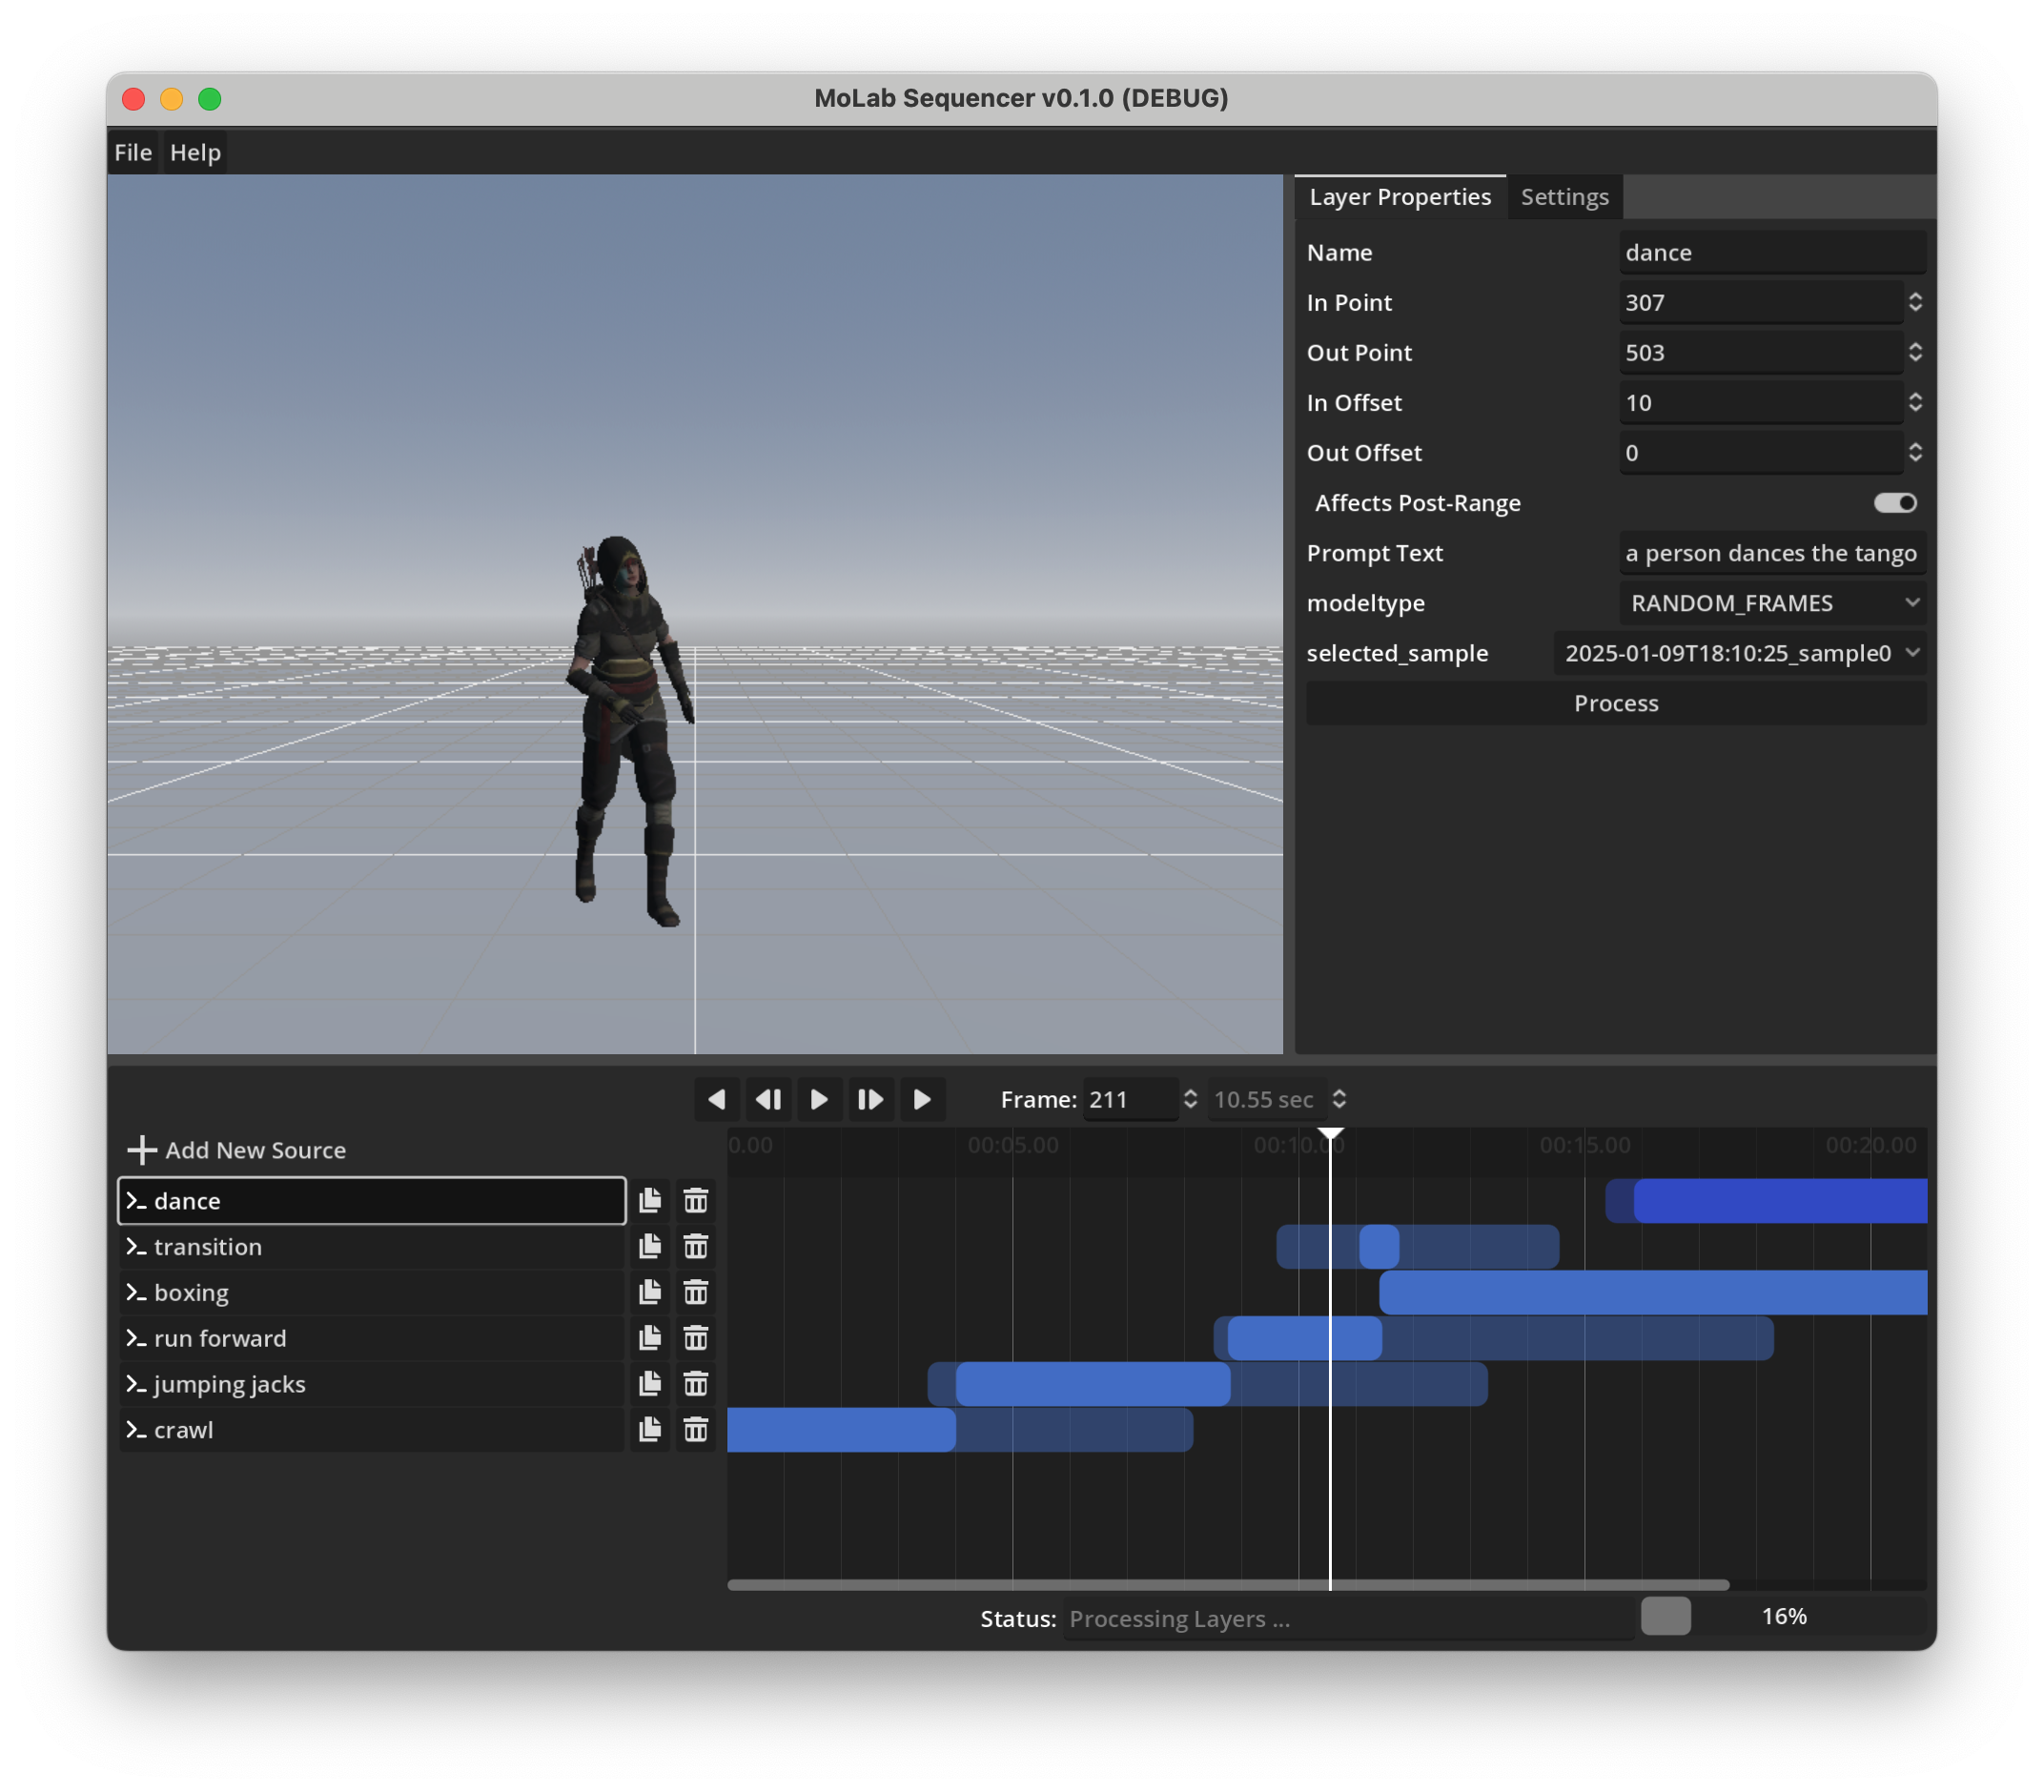 MoLab Sequencer v0.1.0 (DEBUG)
File Help
Layer Properties Settings
Name dance
In Point 307
Out Point 503
In Offset 10
Out Offset 0
Affects Post-Range
Prompt Text a person dances the tango
modeltype RANDOM_FRAMES
selected_sample 2025-01-09T18:10:25_sample0
Process
Frame: 211 10.55 sec
Add New Source
0.00 00:05.00 00:10.00 00:15.00 00:20.00
dance
transition
boxing
run forward
jumping jacks
crawl
Status: Processing Layers ... 16%